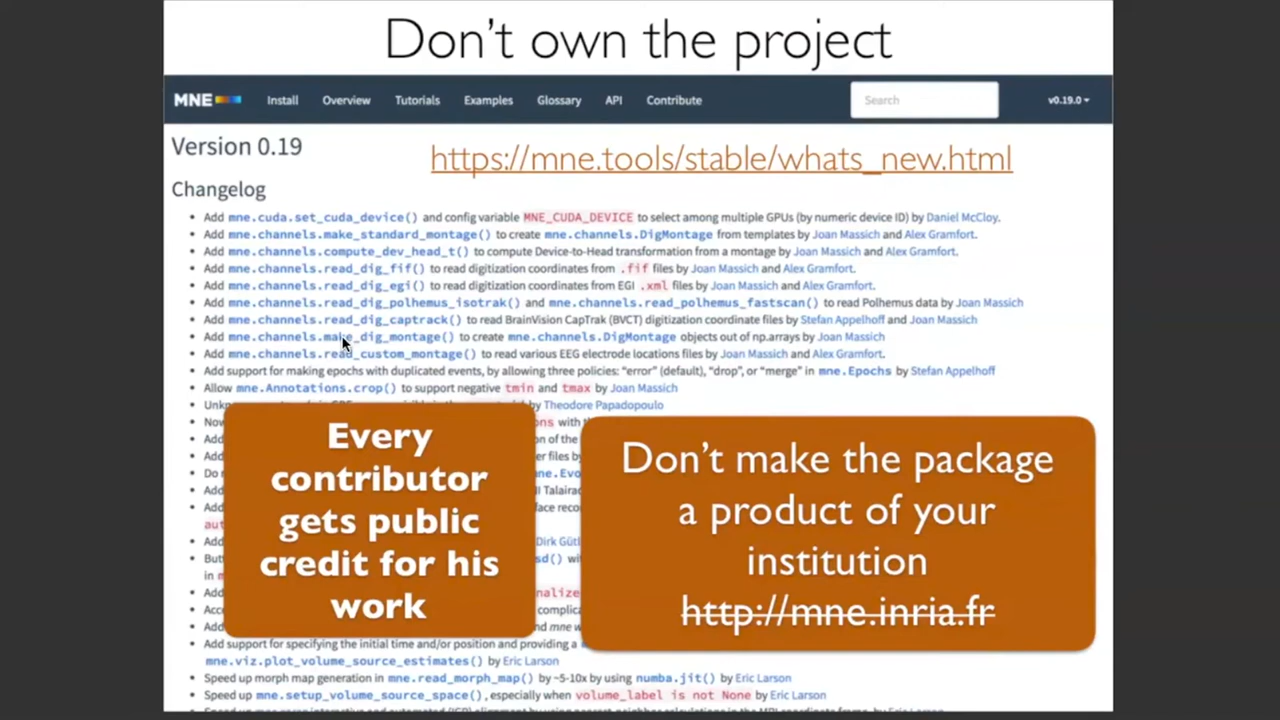 Don't own the project
MNE Install Overview Tutorials Examples Glossary API Contribute Search v0.19.0
Version 0.19
https://mne.tools/stable/whats_new.html
Changelog
• Add mne.cuda.set_cuda_device() and config variable MNE_CUDA_DEVICE to select among multiple GPUs (by numeric device ID) by Daniel McCloy.
• Add mne.channels.make_standard_montage() to create mne.channels.DigMontage from templates by Joan Massich and Alex Gramfort.
• Add mne.channels.compute_dev_head_t() to compute Device-to-Head transformation from a montage by Joan Massich and Alex Gramfort.
• Add mne.channels.read_dig_fif() to read digitization coordinates from .fif files by Joan Massich and Alex Gramfort.
• Add mne.channels.read_dig_egi() to read digitization coordinates from EGI .xml files by Joan Massich and Alex Gramfort.
• Add mne.channels.read_dig_polhemus_isotrak() and mne.channels.read_polhemus_fastscan() to read Polhemus data by Joan Massich
• Add mne.channels.read_dig_captrack() to read BrainVision CapTrak (BVCT) digitization coordinate files by Stefan Appelhoff and Joan Massich
• Add mne.channels.make_dig_montage() to create mne.channels.DigMontage objects out of np.arrays by Joan Massich
• Add mne.channels.read_custom_montage() to read various EEG electrode locations files by Joan Massich and Alex Gramfort.
• Add support for making epochs with duplicated events, by allowing three policies: "error" (default), "drop", or "merge" in mne.Epochs by Stefan Appelhoff
• Allow mne.Annotations.crop() to support negative tmin and tmax by Joan Massich
by Theodore Papadopoulo
Every
contributor
gets public
credit for his
work
Don't make the package
a product of your
institution
http://mne.inria.fr
• Add support for specifying the initial time and/or position and providing a
mne.viz.plot_volume_source_estimates() by Eric Larson
• Speed up morph map generation in mne.read_morph_map() by ~5-10x by using numba.jit() by Eric Larson
• Speed up mne.setup_volume_source_space(), especially when volume_label is not None by Eric Larson